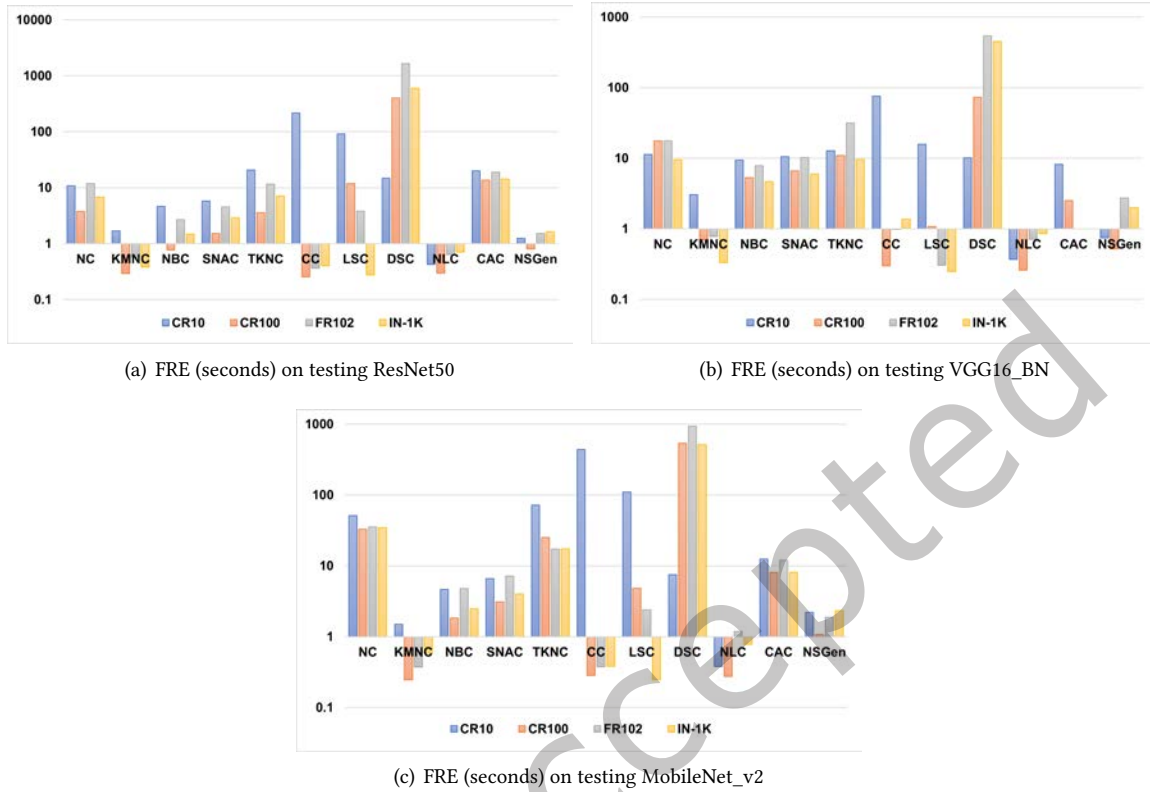 10000
1000
100
10
1
0.1
NC KMNC NBC SNAC TKNC CC LSC DSC NLC CAC NSGen
CR10 CR100 FR102 IN-1K
(a) FRE (seconds) on testing ResNet50
1000
100
10
1
0.1
NC KMNC NBC SNAC TKNC CC LSC DSC NLC CAC NSGen
CR10 CR100 FR102 IN-1K
(b) FRE (seconds) on testing VGG16_BN
1000
100
10
1
0.1
NC KMNC NBC SNAC TKNC CC LSC DSC NLC CAC NSGen
CR10 CR100 FR102 IN-1K
(c) FRE (seconds) on testing MobileNet_v2
ccepted